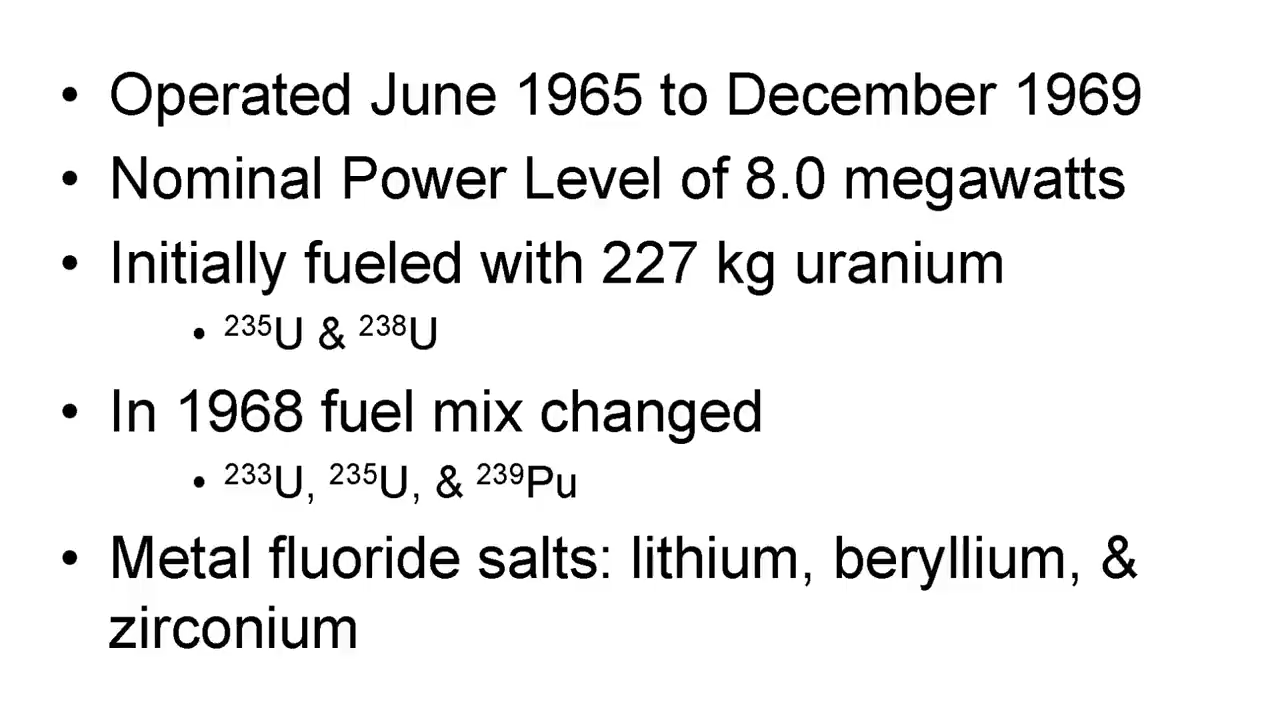 • Operated June 1965 to December 1969
• Nominal Power Level of 8.0 megawatts
• Initially fueled with 227 kg uranium
• ²³⁵U & ²³⁸U
• In 1968 fuel mix changed
• ²³³U, ²³⁵U, & ²³⁹Pu
• Metal fluoride salts: lithium, beryllium, &
zirconium